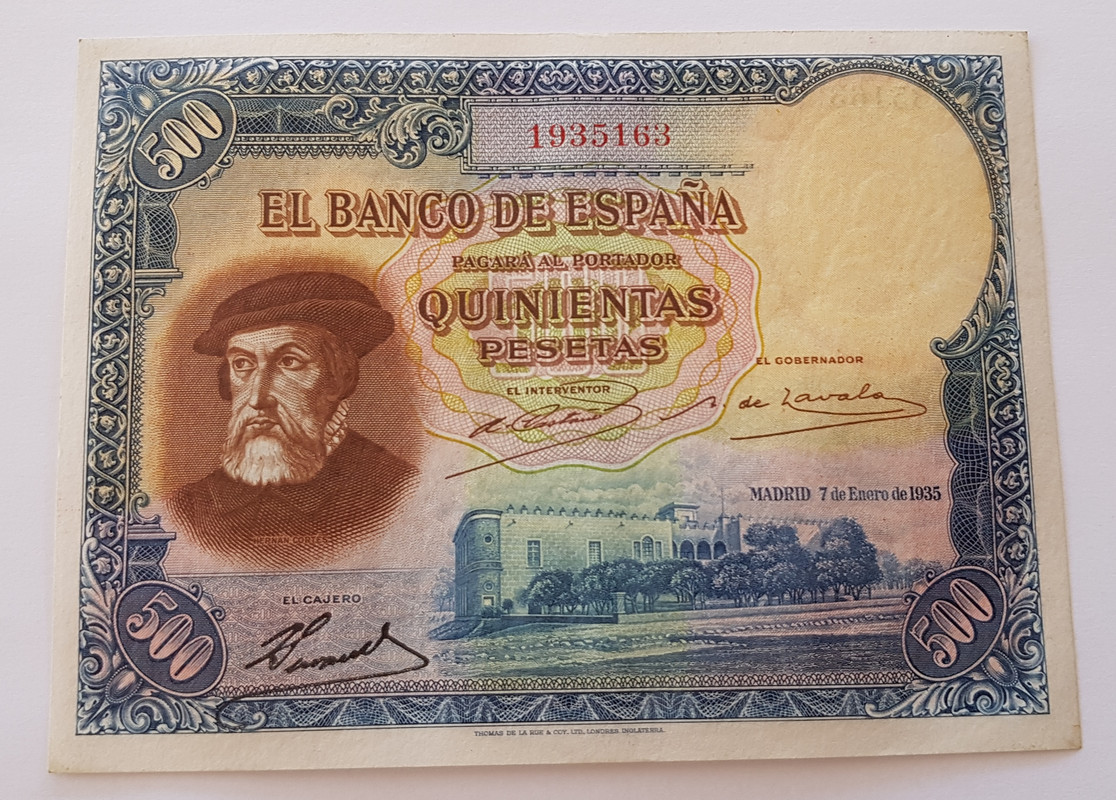 500
1935163
EL BANCO DE ESPAÑA
PAGARÁ AL PORTADOR
QUINIENTAS
PESETAS
EL INTERVENTOR
EL GOBERNADOR
de Zavala
MADRID 7 de Enero de 1935
HERNAN CORTES
EL CAJERO
500
500
THOMAS DE LA RUE & COY. LTD. LONDRES. INGLATERRA.